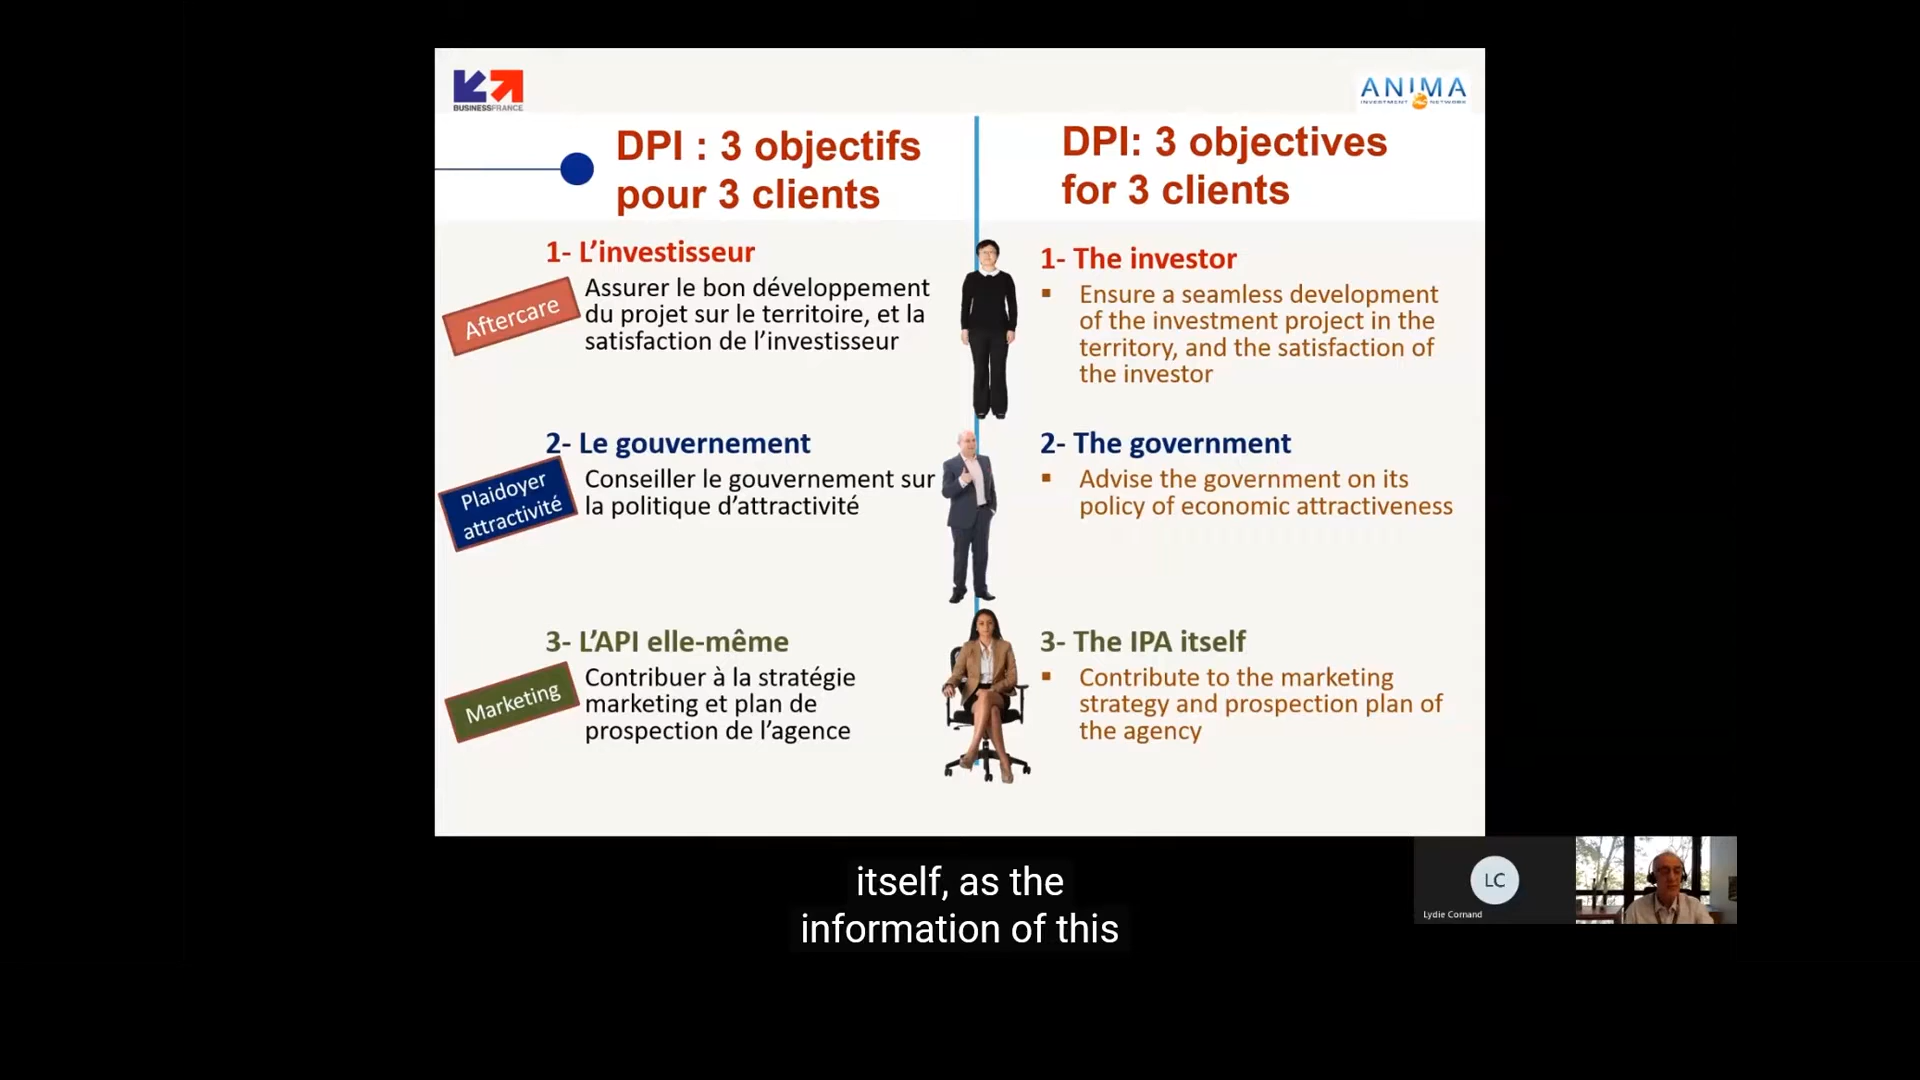 BUSINESSFRANCE
ANIMA
INVESTMENT NETWORK
DPI : 3 objectifs
pour 3 clients
1- L’investisseur
Aftercare
Assurer le bon développement
du projet sur le territoire, et la
satisfaction de l’investisseur
2- Le gouvernement
Plaidoyer
attractivité
Conseiller le gouvernement sur
la politique d’attractivité
3- L’API elle-même
Marketing
Contribuer à la stratégie
marketing et plan de
prospection de l’agence
DPI: 3 objectives
for 3 clients
1- The investor
▪ Ensure a seamless development
of the investment project in the
territory, and the satisfaction of
the investor
2- The government
▪ Advise the government on its
policy of economic attractiveness
3- The IPA itself
▪ Contribute to the marketing
strategy and prospection plan of
the agency
LC
Lydie Cornand
itself, as the
information of this